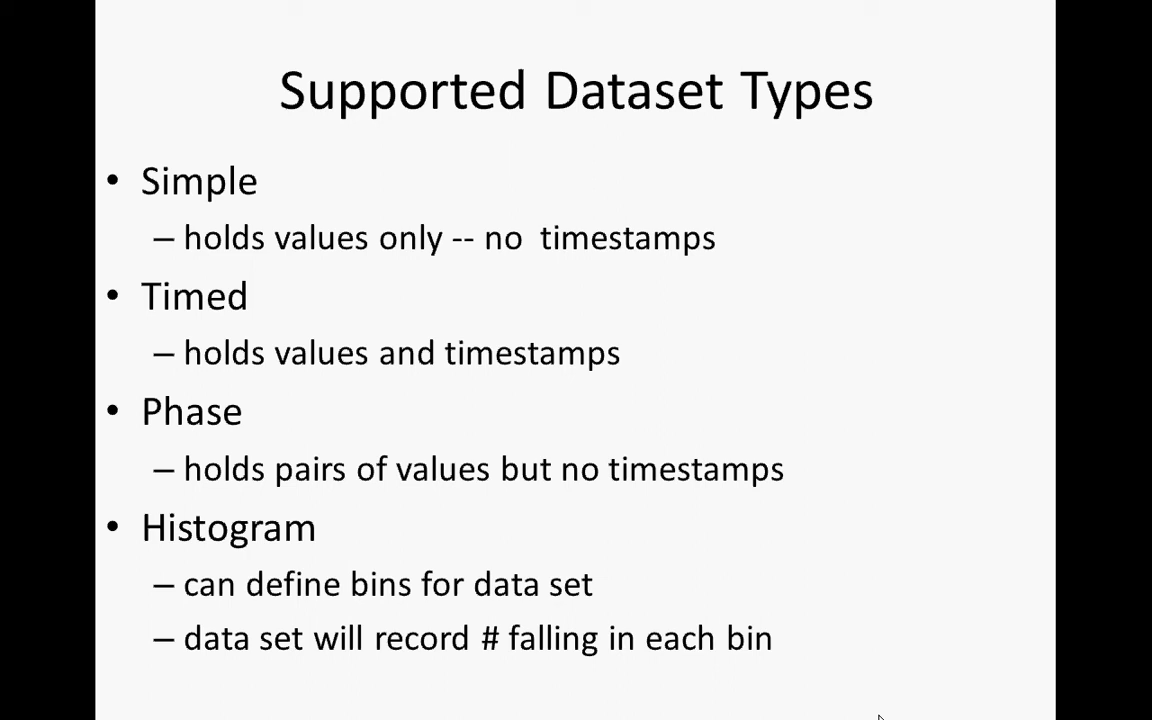 Supported Dataset Types
• Simple
– holds values only -- no  timestamps
• Timed
– holds values and timestamps
• Phase
– holds pairs of values but no timestamps
• Histogram
– can define bins for data set
– data set will record # falling in each bin